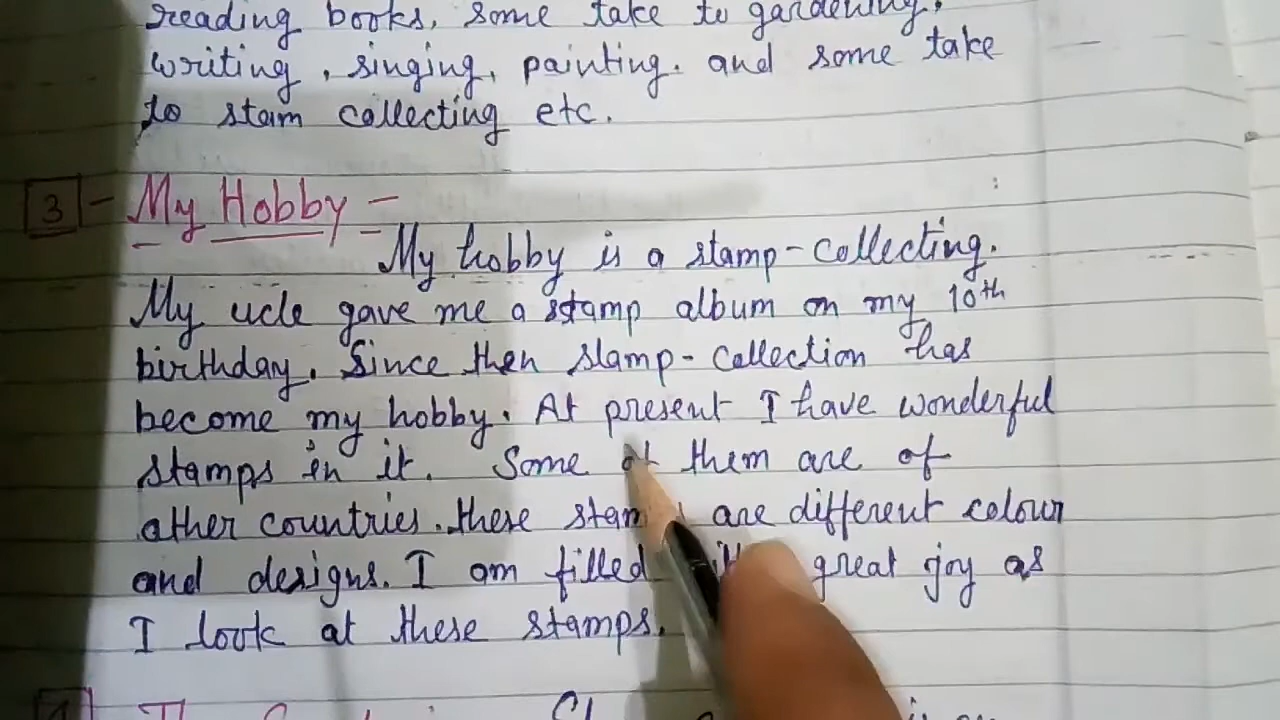 reading books, some take to gardening,
writing, singing, painting. and some take
to stam collecting etc.
3 - My Hobby -
My hobby is a stamp-collecting.
My ucle gave me a stamp album on my 10th
birthday. Since then stamp-collection has
become my hobby. At present I have wonderful
stamps in it. Some of them are of
other countries. these are different colour
and designs. I am filled great joy as
I look at these stamps.